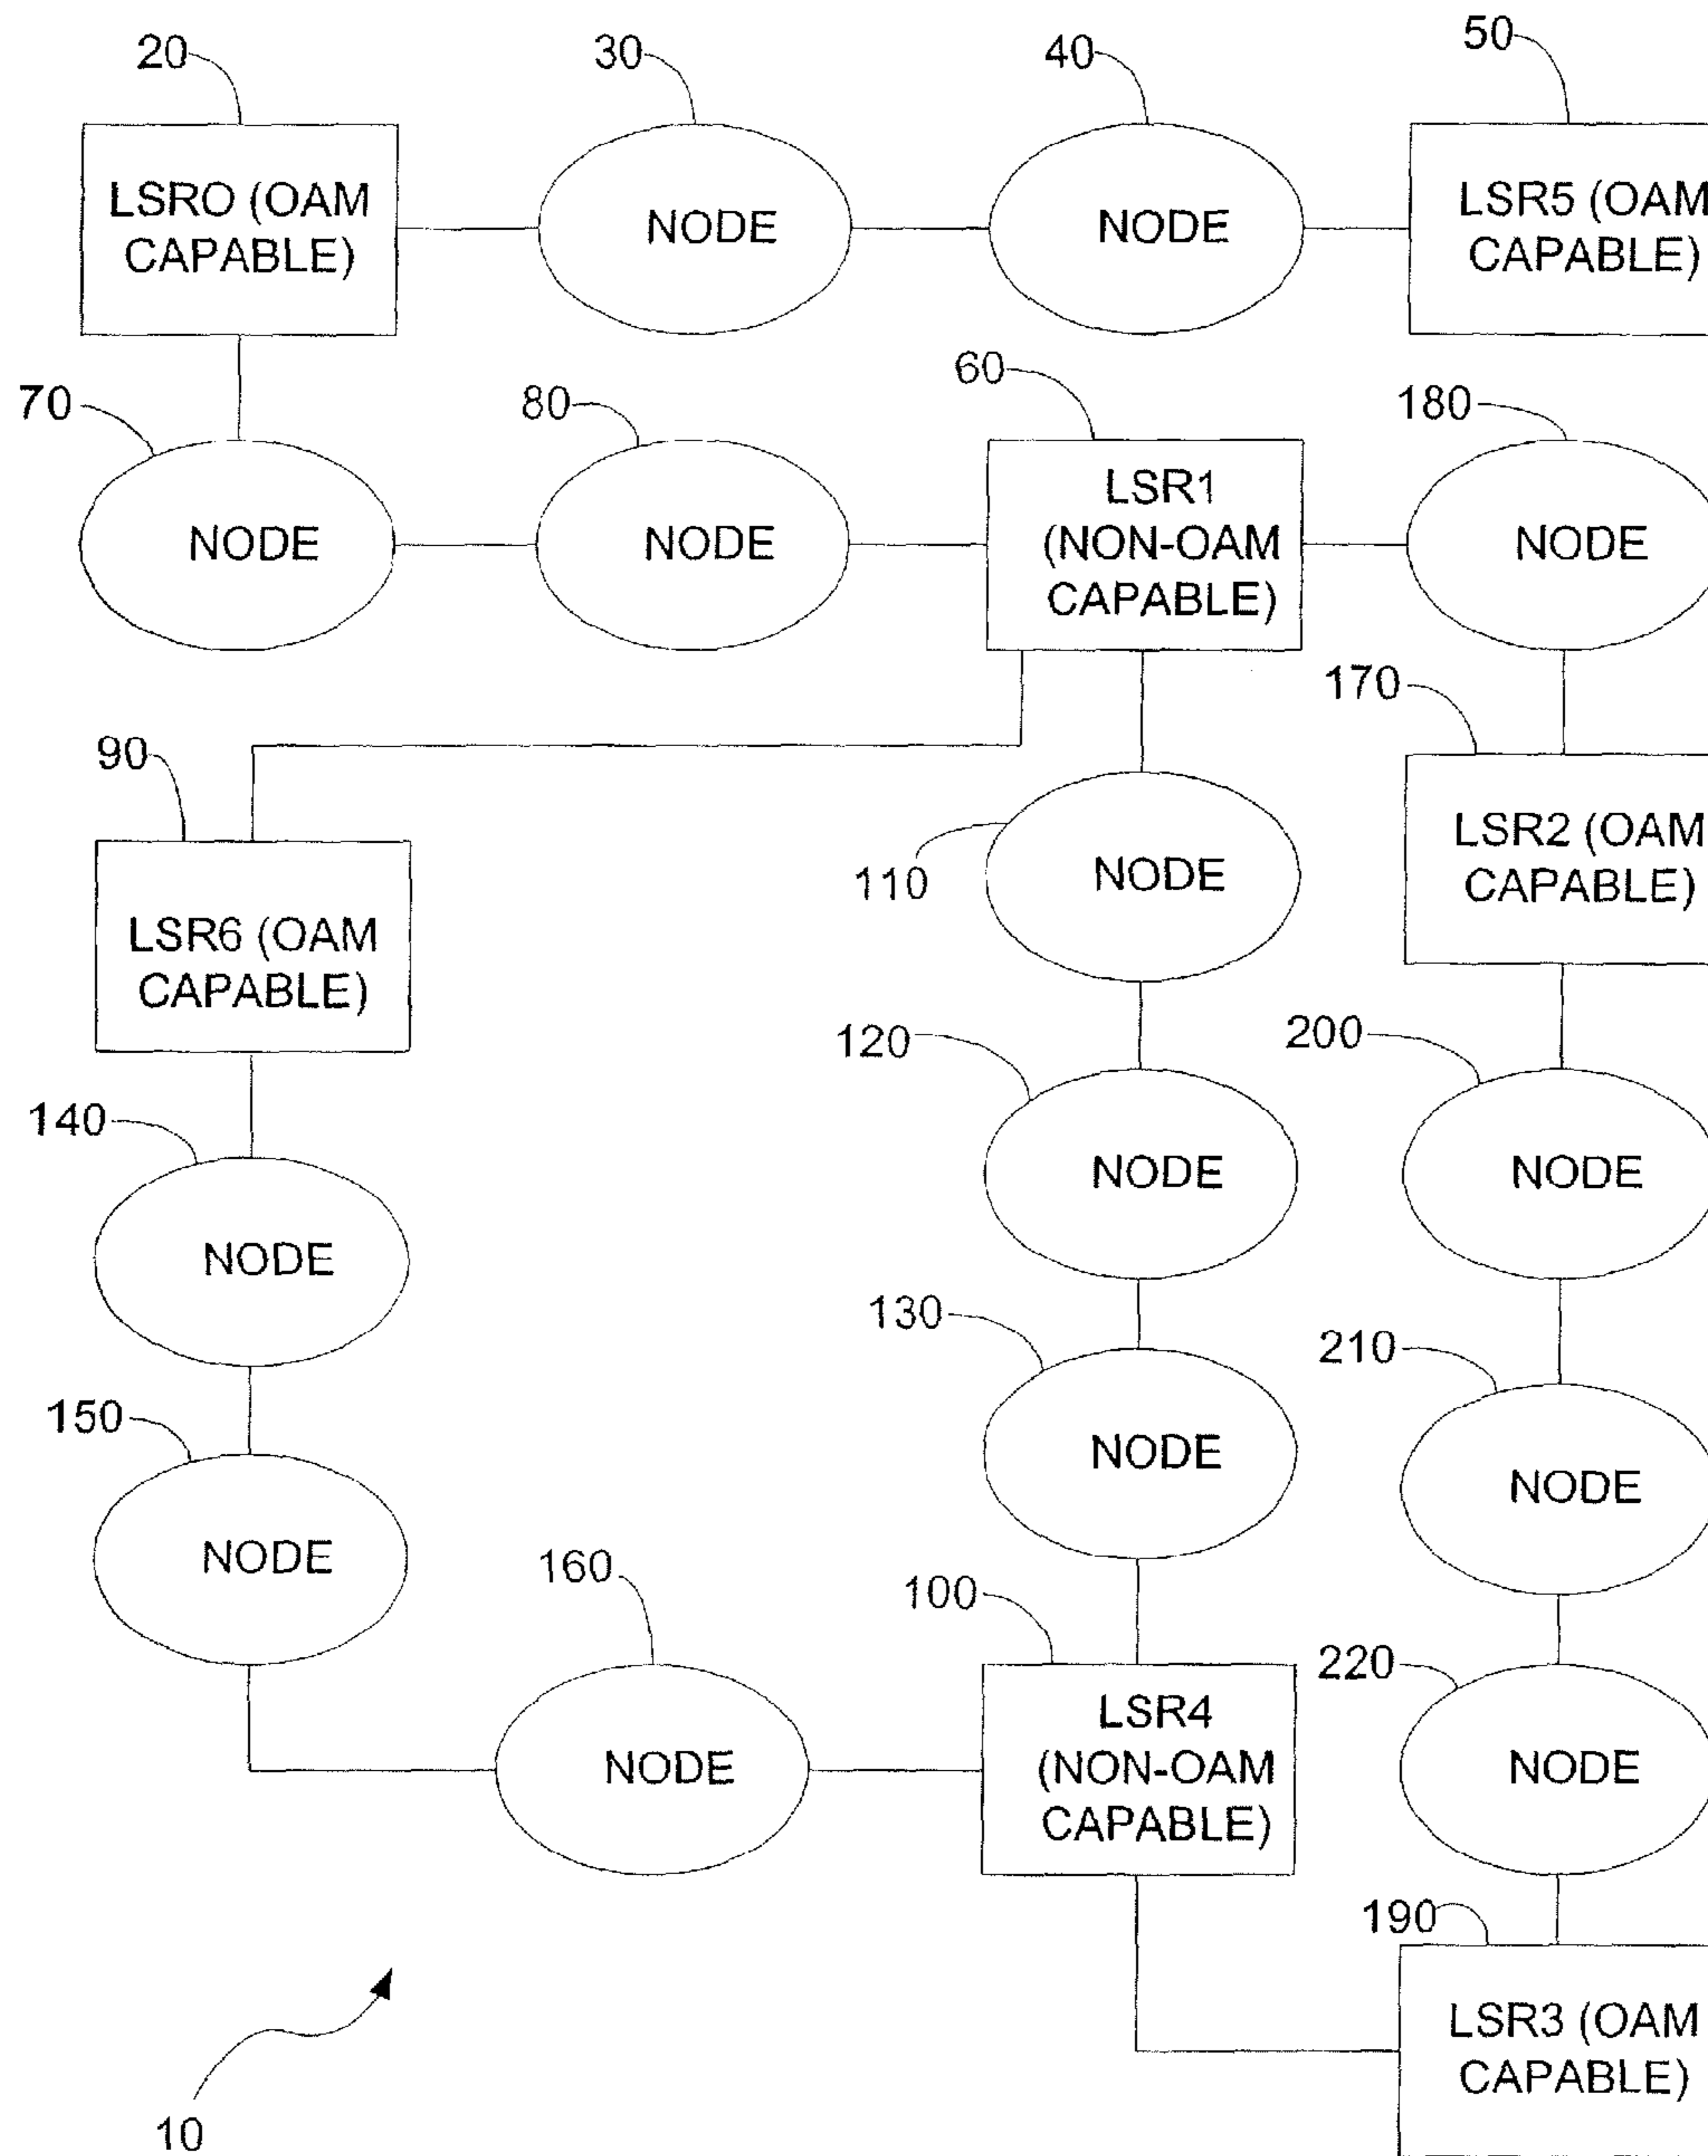 20
30
40
50
LSRO (OAM
CAPABLE)
NODE
NODE
LSR5 (OAM
CAPABLE)
70
80
60
180
NODE
NODE
LSR1
(NON-OAM
CAPABLE)
NODE
90
170
LSR6 (OAM
CAPABLE)
110
NODE
LSR2 (OAM
CAPABLE)
140
120
200
NODE
NODE
NODE
130
210
150
NODE
NODE
NODE
160
100
220
NODE
LSR4
(NON-OAM
CAPABLE)
NODE
190
LSR3 (OAM
CAPABLE)
10